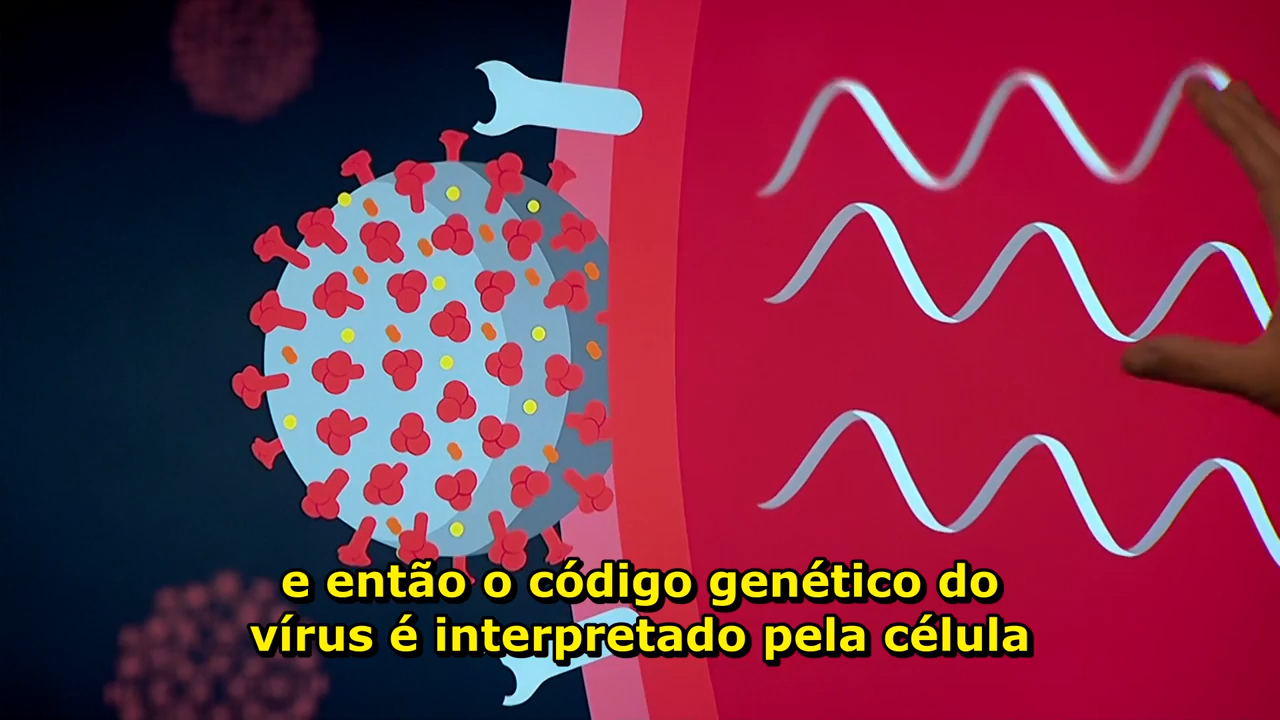 e então o código genético do
vírus é interpretado pela célula